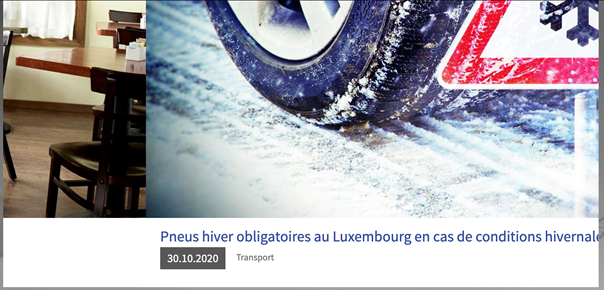 Pneus hiver obligatoires au Luxembourg en cas de conditions hivernale
30.10.2020
Transport